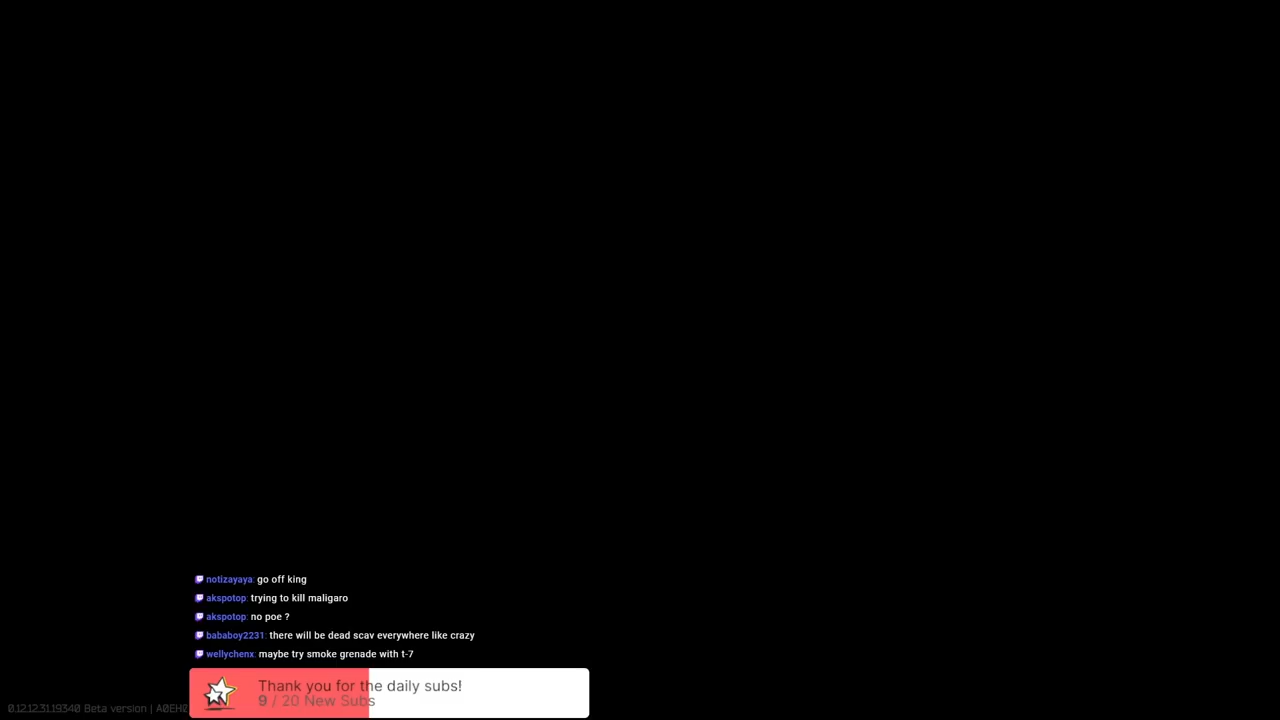 notizayaya: go off king
akspotop: trying to kill maligaro
akspotop: no poe ?
bababoy2231: there will be dead scav everywhere like crazy
wellychenx: maybe try smoke grenade with t-7
Thank you for the daily subs!
9 / 20 New Subs
0.12.12.31.19340 Beta version | A0EH2